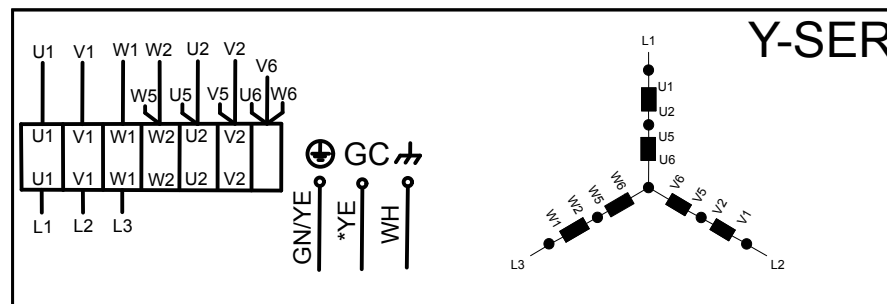 Y-SER
U1 V1 W1 W2 U2 V2
V6
W5 U5 V5 U6 W6
U1 V1 W1 W2 U2 V2
U1 V1 W1 W2 U2 V2
L1 L2 L3
GC
GN/YE
*YE
WH
L1
U1
U2
U5
U6
W6
W5
W2
W1
L3
V6
V5
V2
V1
L2